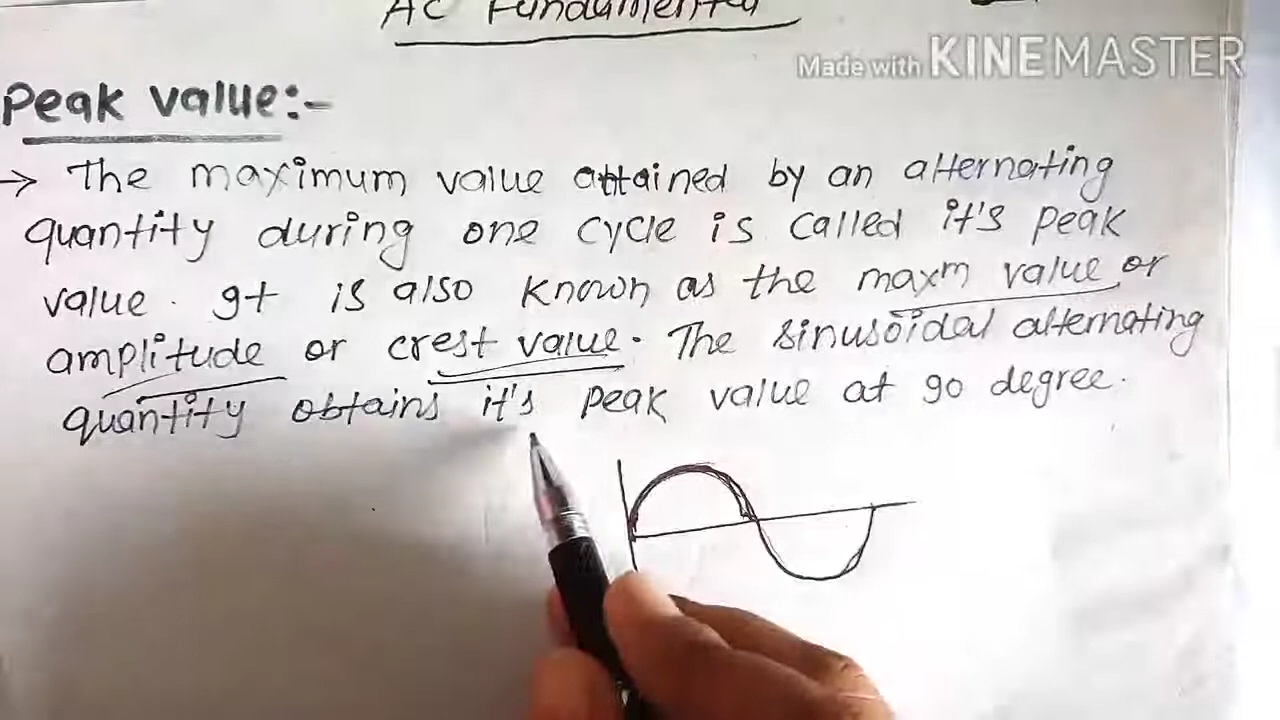 AC Fundamental
Made with KINEMASTER
Peak value:-
→ The maximum value attained by an alternating
quantity during one cycle is called it's peak
value. It is also known as the maxm value or
amplitude or crest value. The sinusoidal alternating
quantity obtains it's peak value at 90 degree.